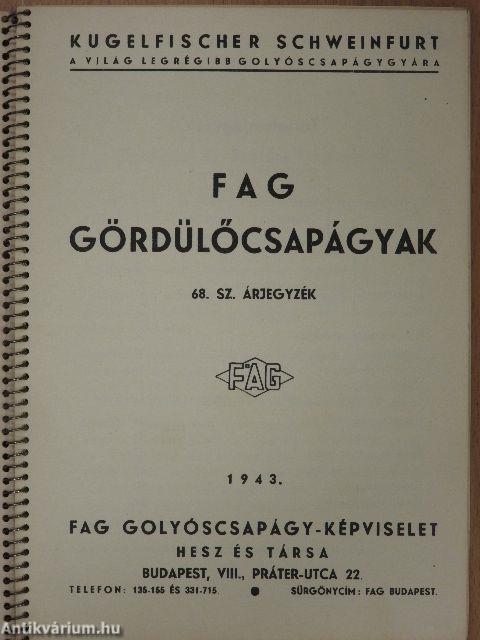 KUGELFISCHER SCHWEINFURT
A VILÁG LEGRÉGIBB GOLYÓSCSAPÁGYGYÁRA
FAG
GÖRDÜLŐCSAPÁGYAK
68. SZ. ÁRJEGYZÉK
FAG
1943.
FAG GOLYÓSCSAPÁGY-KÉPVISELET
HESZ ÉS TÁRSA
BUDAPEST, VIII., PRÁTER-UTCA 22.
TELEFON: 135-155 ÉS 331-715. ● SÜRGÖNYCÍM: FAG BUDAPEST.
Antikvárium.hu